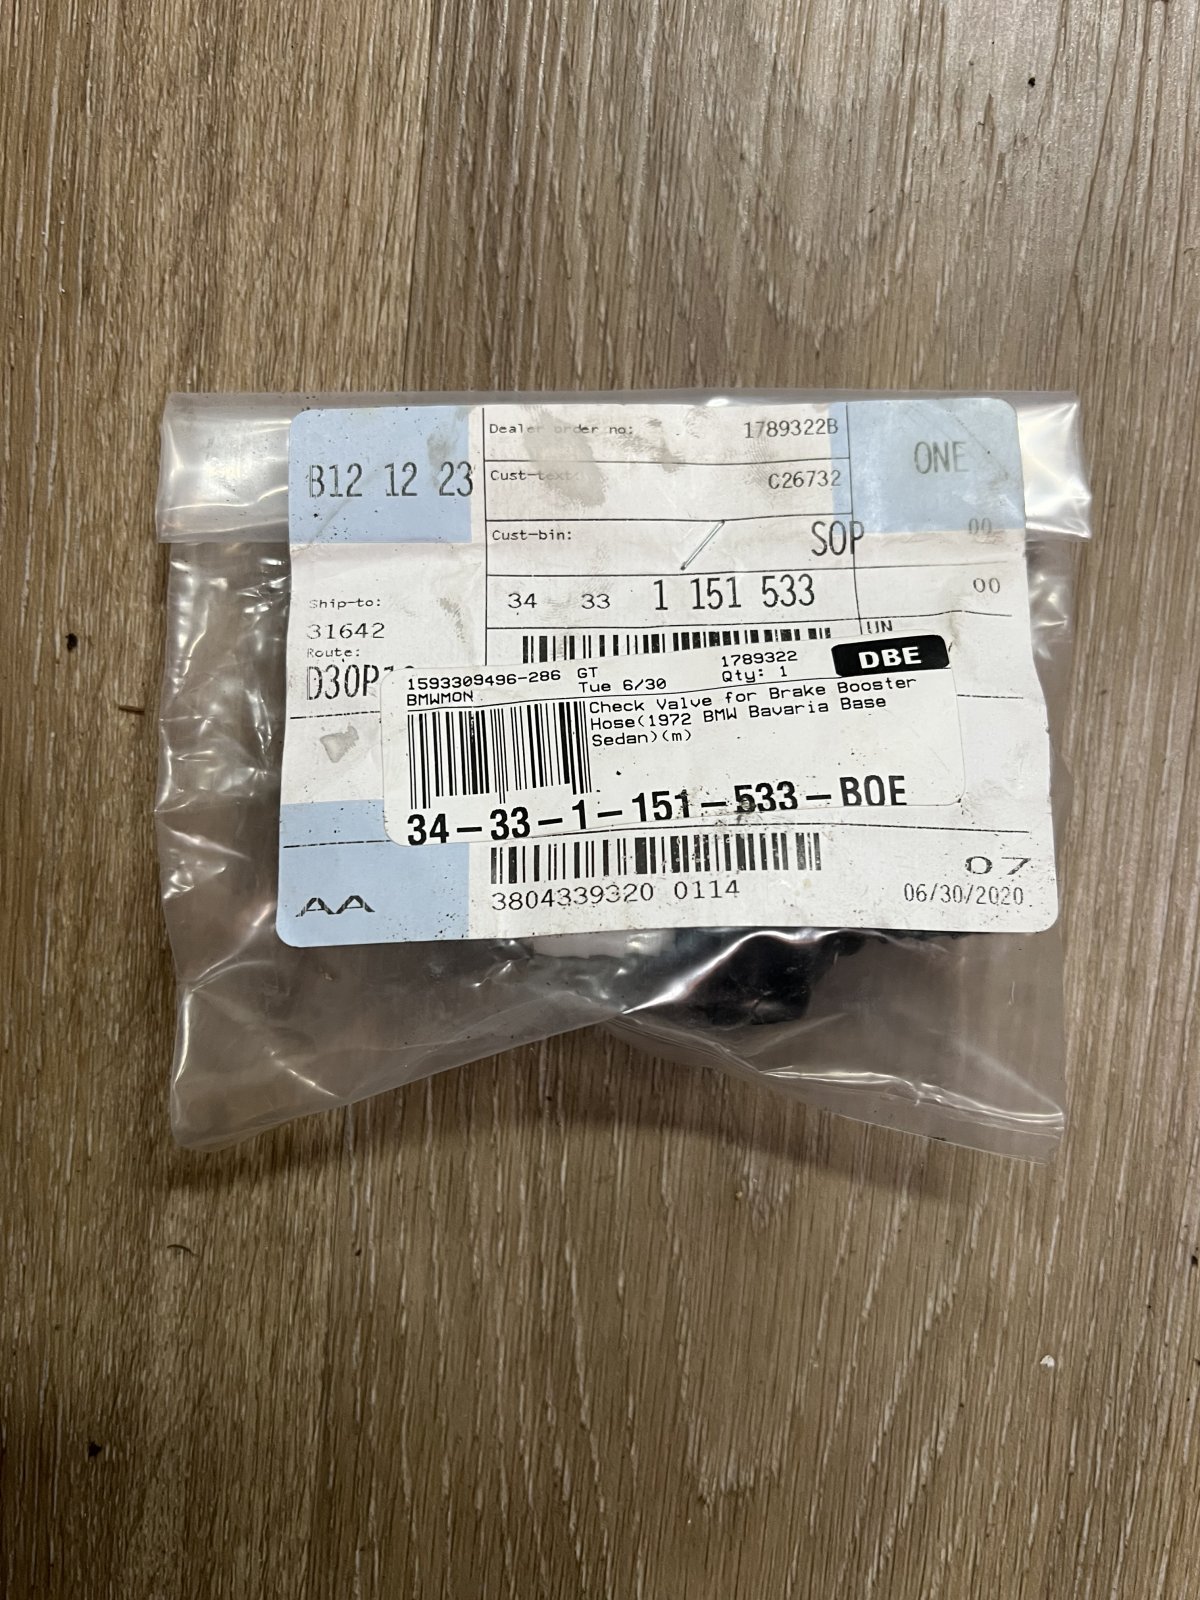 B12 12 23
Dealer order no: 1789322B
ONE
Cust-text: C26732
Cust-bin: SOP
00
34 33 1 151 533
00
Ship-to:
31642
UN
Route:
1593309496-286 GT 1789322 DBE
BMWMON Tue 6/30 Qty: 1
Check Valve for Brake Booster
Hose(1972 BMW Bavaria Base
Sedan)(m)
34-33-1-151-533-BOE
07
AA
3804339320 0114
06/30/2020